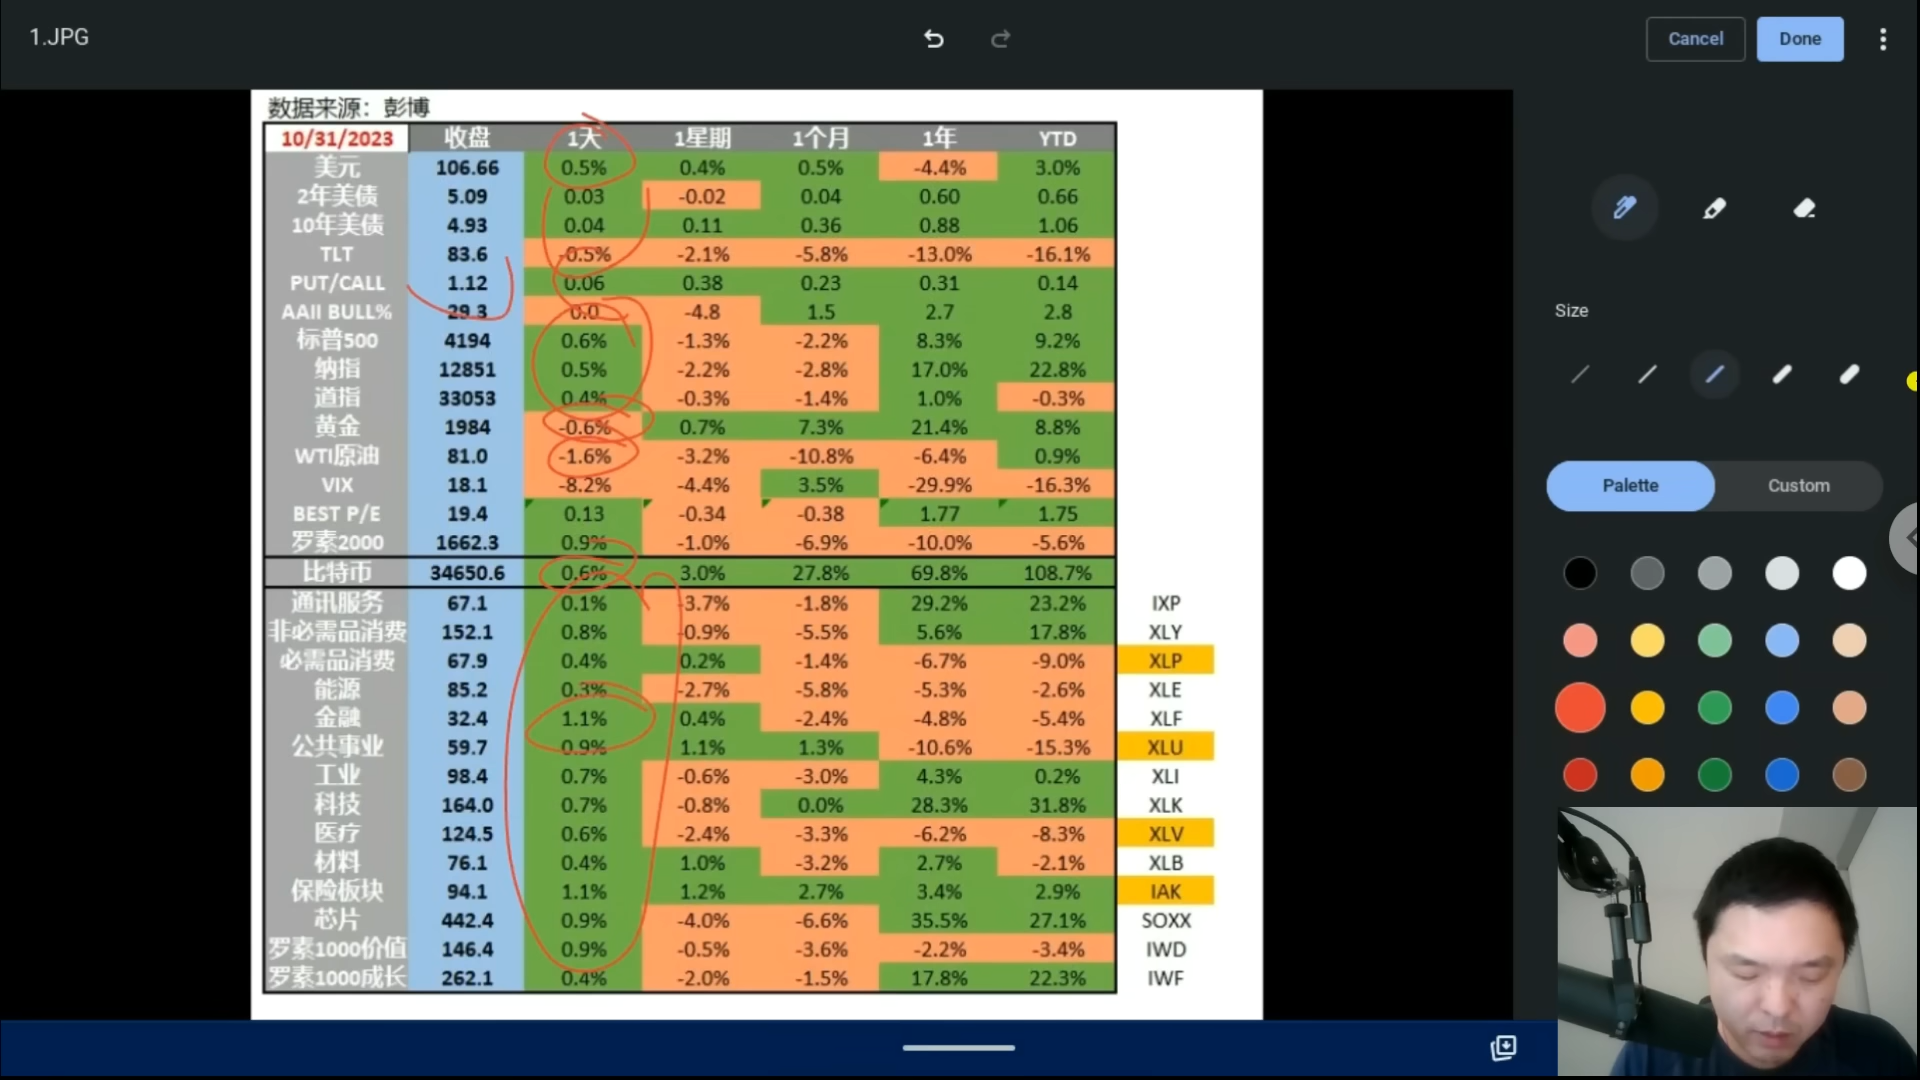 1.JPG
Cancel
Done
数据来源：彭博
10/31/2023 收盘 1天 1星期 1个月 1年 YTD
美元 106.66 0.5% 0.4% 0.5% -4.4% 3.0%
2年美债 5.09 0.03 -0.02 0.04 0.60 0.66
10年美债 4.93 0.04 0.11 0.36 0.88 1.06
TLT 83.6 -0.5% -2.1% -5.8% -13.0% -16.1%
PUT/CALL 1.12 0.06 0.38 0.23 0.31 0.14
AAII BULL% 29.3 0.0 -4.8 1.5 2.7 2.8
标普500 4194 0.6% -1.3% -2.2% 8.3% 9.2%
纳指 12851 0.5% -2.2% -2.8% 17.0% 22.8%
道指 33053 0.4% -0.3% -1.4% 1.0% -0.3%
黄金 1984 -0.6% 0.7% 7.3% 21.4% 8.8%
WTI原油 81.0 -1.6% -3.2% -10.8% -6.4% 0.9%
VIX 18.1 -8.2% -4.4% 3.5% -29.9% -16.3%
BEST P/E 19.4 0.13 -0.34 -0.38 1.77 1.75
罗素2000 1662.3 0.9% -1.0% -6.9% -10.0% -5.6%
比特币 34650.6 0.6% 3.0% 27.8% 69.8% 108.7%
通讯服务 67.1 0.1% -3.7% -1.8% 29.2% 23.2% IXP
非必需品消费 152.1 0.8% -0.9% -5.5% 5.6% 17.8% XLY
必需品消费 67.9 0.4% 0.2% -1.4% -6.7% -9.0% XLP
能源 85.2 0.3% -2.7% -5.8% -5.3% -2.6% XLE
金融 32.4 1.1% 0.4% -2.4% -4.8% -5.4% XLF
公共事业 59.7 0.9% 1.1% 1.3% -10.6% -15.3% XLU
工业 98.4 0.7% -0.6% -3.0% 4.3% 0.2% XLI
科技 164.0 0.7% -0.8% 0.0% 28.3% 31.8% XLK
医疗 124.5 0.6% -2.4% -3.3% -6.2% -8.3% XLV
材料 76.1 0.4% 1.0% -3.2% 2.7% -2.1% XLB
保险板块 94.1 1.1% 1.2% 2.7% 3.4% 2.9% IAK
芯片 442.4 0.9% -4.0% -6.6% 35.5% 27.1% SOXX
罗素1000价值 146.4 0.9% -0.5% -3.6% -2.2% -3.4% IWD
罗素1000成长 262.1 0.4% -2.0% -1.5% 17.8% 22.3% IWF
Size
Palette
Custom